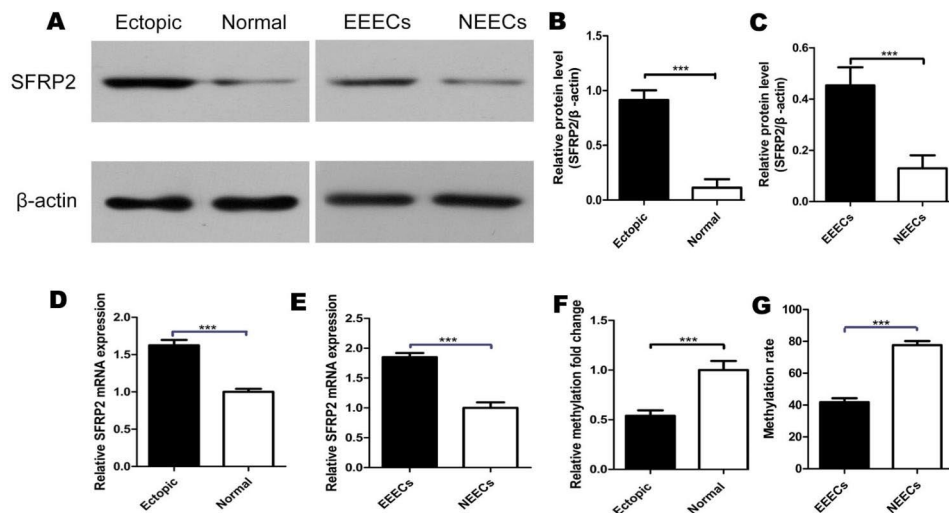 A
Ectopic Normal EEECs NEECs
SFRP2
β-actin
B
Relative protein level
(SFRP2/β -actin)
1.5
1.0
0.5
0.0
***
Ectopic
Normal
C
Relative protein level
(SFRP2/β -actin)
0.6
0.4
0.2
0.0
***
EEECs
NEECs
D
Relative SFRP2 mRNA expression
2.0
1.5
1.0
0.5
0.0
***
Ectopic
Normal
E
Relative SFRP2 mRNA expression
2.5
2.0
1.5
1.0
0.5
0.0
***
EEECs
NEECs
F
Relative methylation fold change
1.5
1.0
0.5
0.0
***
Ectopic
Normal
G
Methylation rate
100
80
60
40
20
0
***
EEECs
NEECs